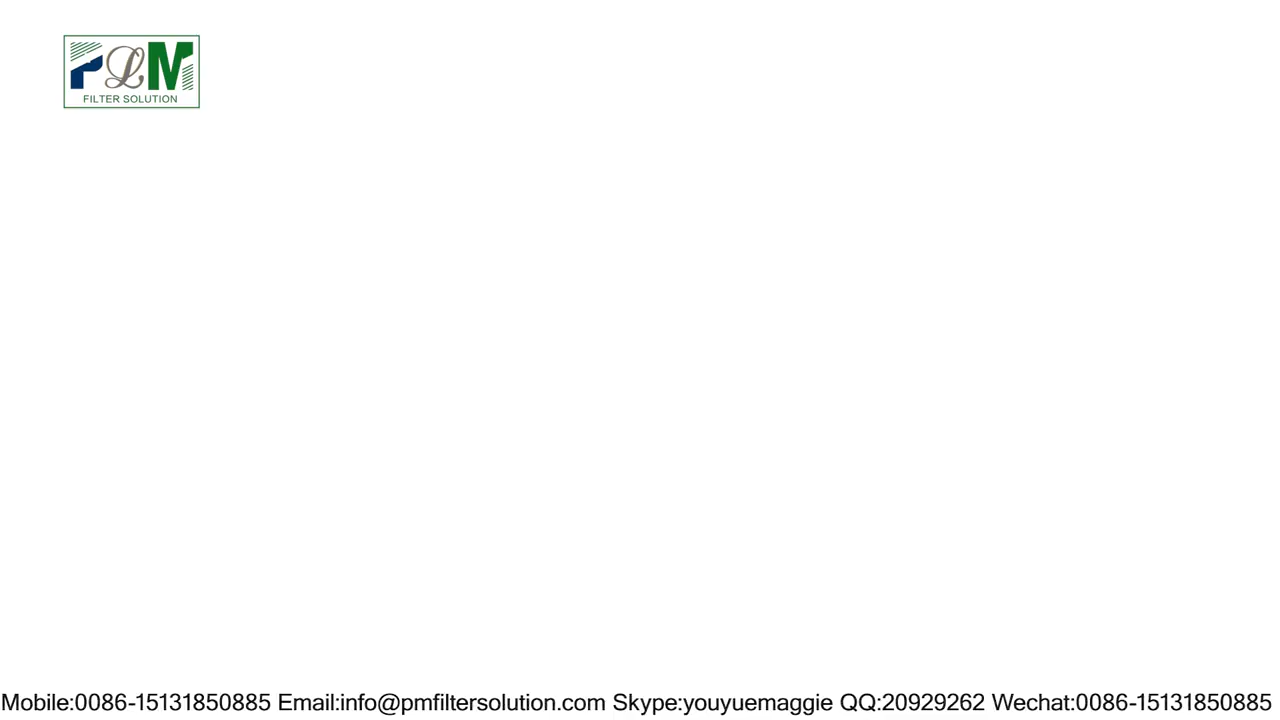 PLM
FILTER SOLUTION
Mobile:0086-15131850885 Email:info@pmfiltersolution.com Skype:youyuemaggie QQ:20929262 Wechat:0086-15131850885